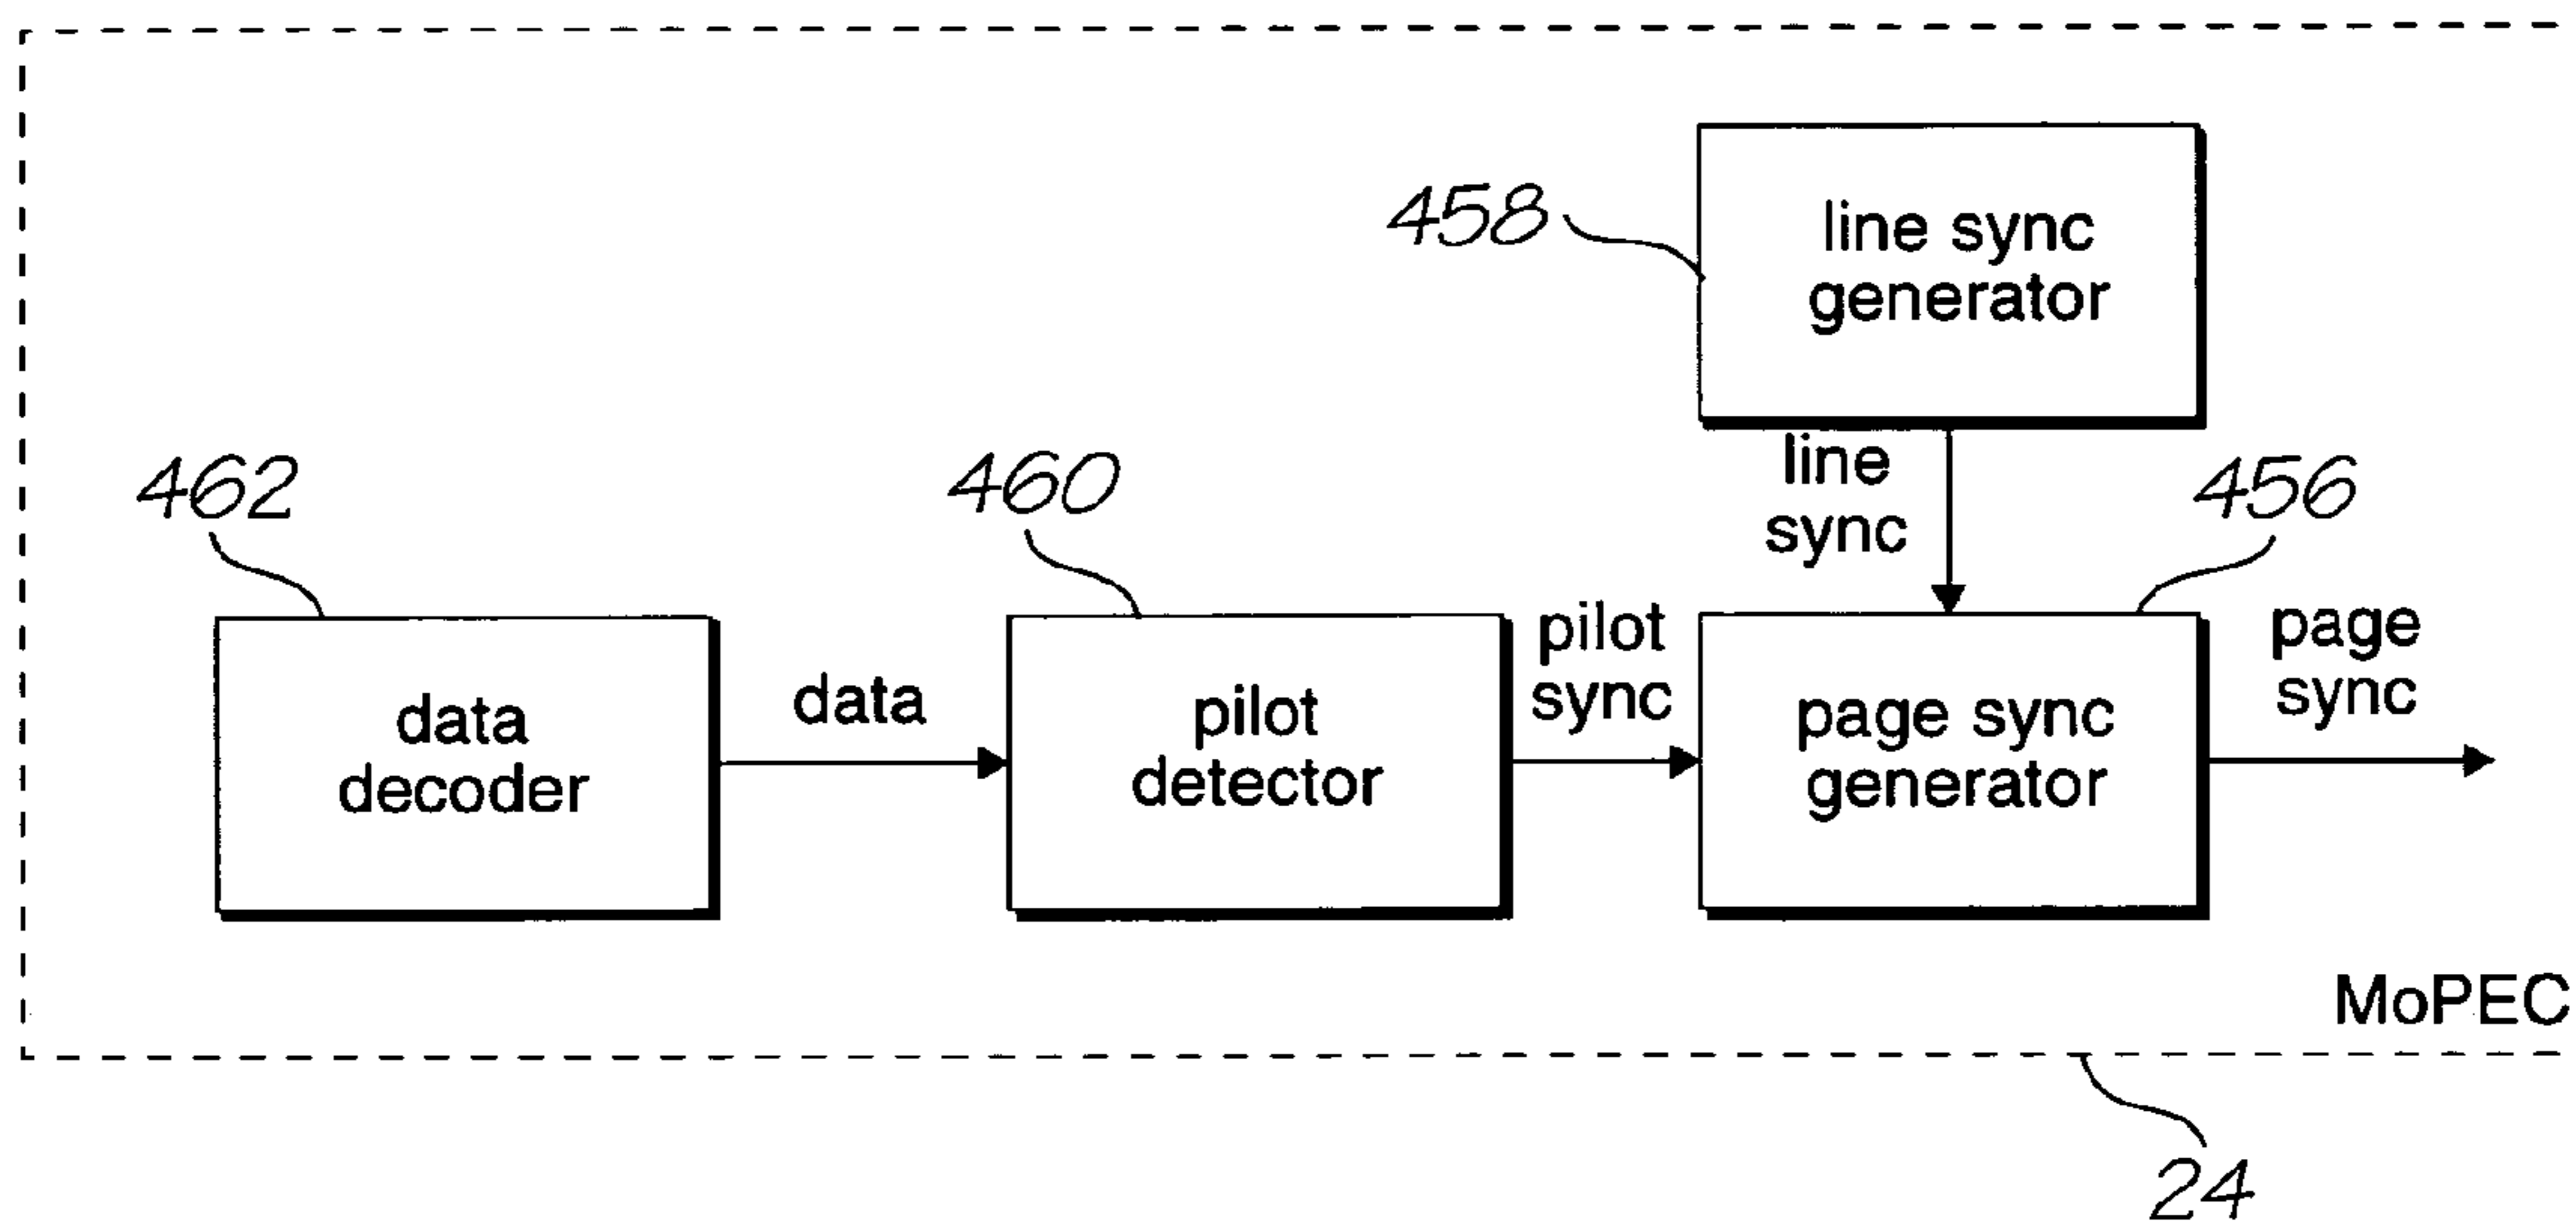 458
line sync
generator
line
sync
462
460
456
data
decoder
data
pilot
detector
pilot
sync
page sync
generator
page
sync
MoPEC
24